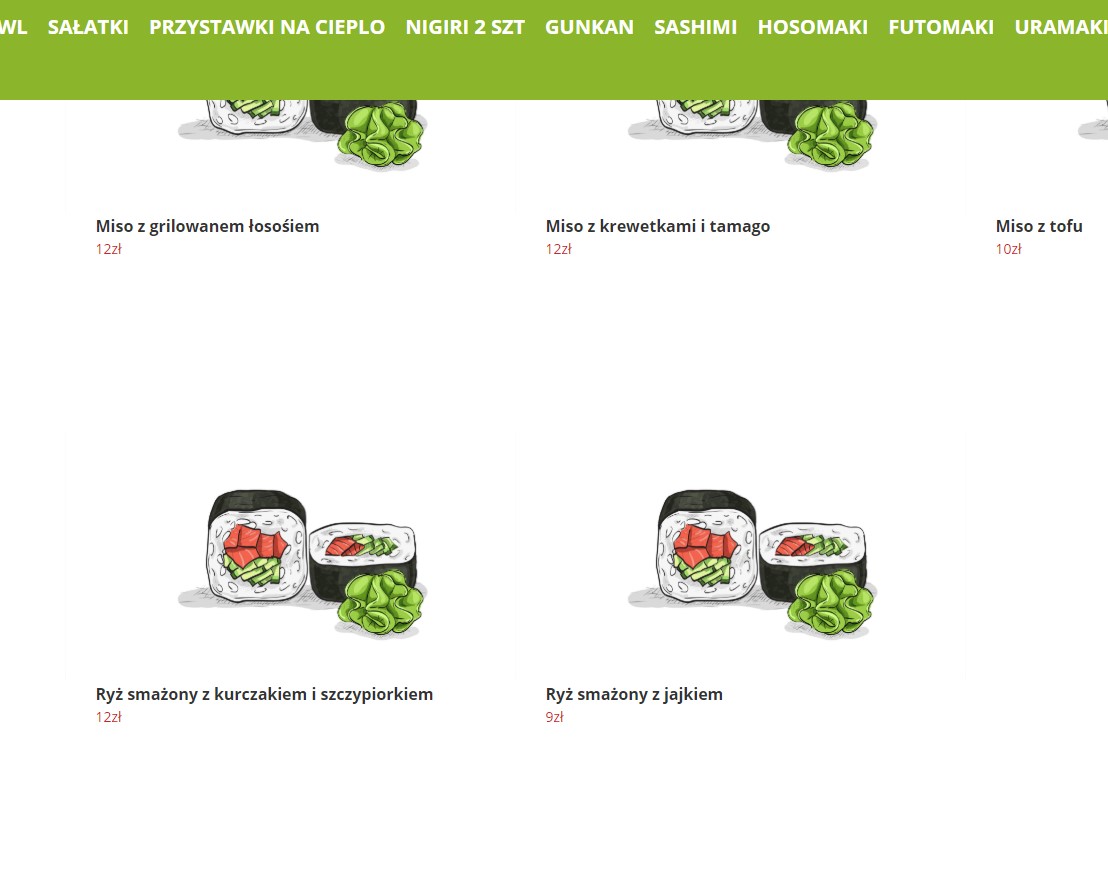 WL SAŁATKI PRZYSTAWKI NA CIEPLO NIGIRI 2 SZT GUNKAN SASHIMI HOSOMAKI FUTOMAKI URAMAKI
Miso z grilowanem łosośiem
12zł
Miso z krewetkami i tamago
12zł
Miso z tofu
10zł
Ryż smażony z kurczakiem i szczypiorkiem
12zł
Ryż smażony z jajkiem
9zł